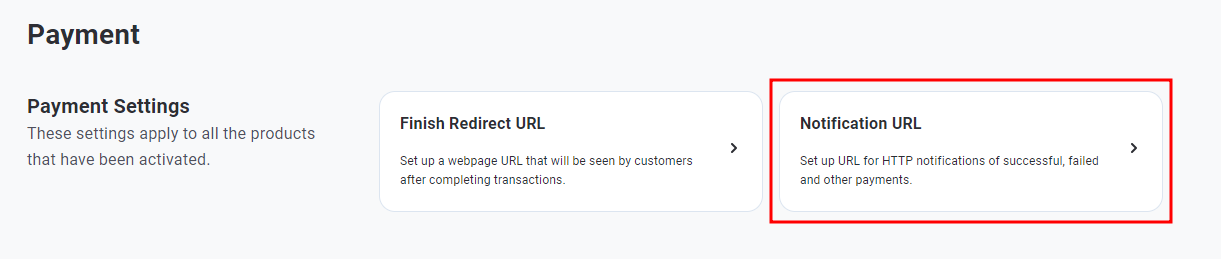 Payment
Payment Settings
These settings apply to all the products
that have been activated.
Finish Redirect URL
Set up a webpage URL that will be seen by customers
after completing transactions.
Notification URL
Set up URL for HTTP notifications of successful, failed
and other payments.